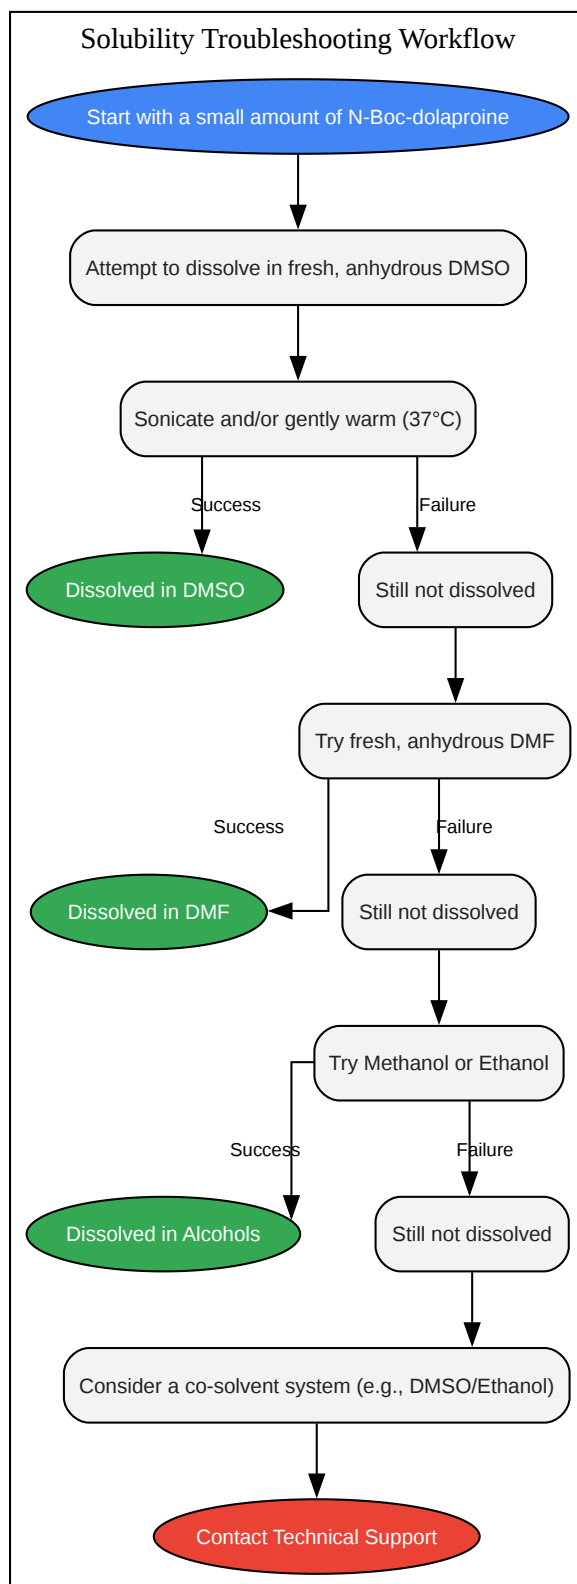 Solubility Troubleshooting Workflow
Start with a small amount of N-Boc-dolaproine
Attempt to dissolve in fresh, anhydrous DMSO
Sonicate and/or gently warm (37°C)
Success
Failure
Dissolved in DMSO
Still not dissolved
Try fresh, anhydrous DMF
Success
Failure
Dissolved in DMF
Still not dissolved
Try Methanol or Ethanol
Success
Failure
Dissolved in Alcohols
Still not dissolved
Consider a co-solvent system (e.g., DMSO/Ethanol)
Contact Technical Support